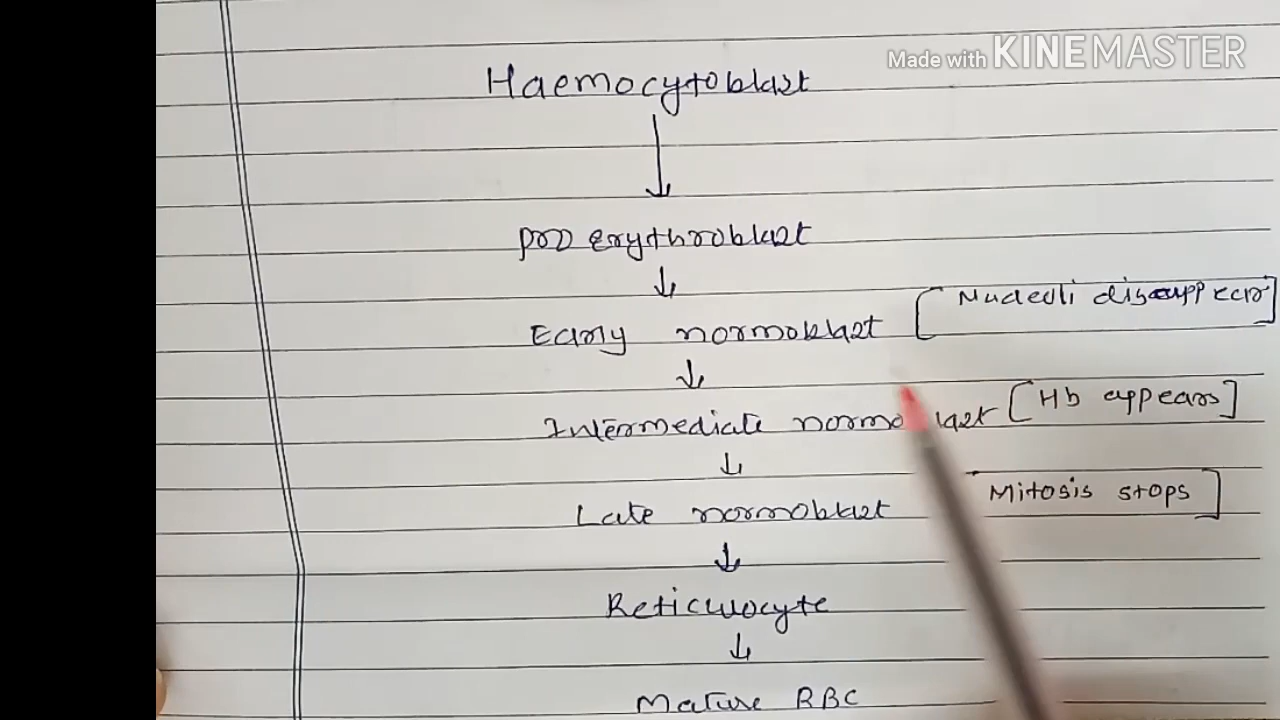 Made with KINEMASTER
Haemocytoblast
↓
pro erythroblast
↓
Early normoblast [Nucleoli disappear]
↓
Intermediate normoblast [Hb appears]
↓
Late normoblast [Mitosis stops]
↓
Reticulocyte
↓
Mature RBC